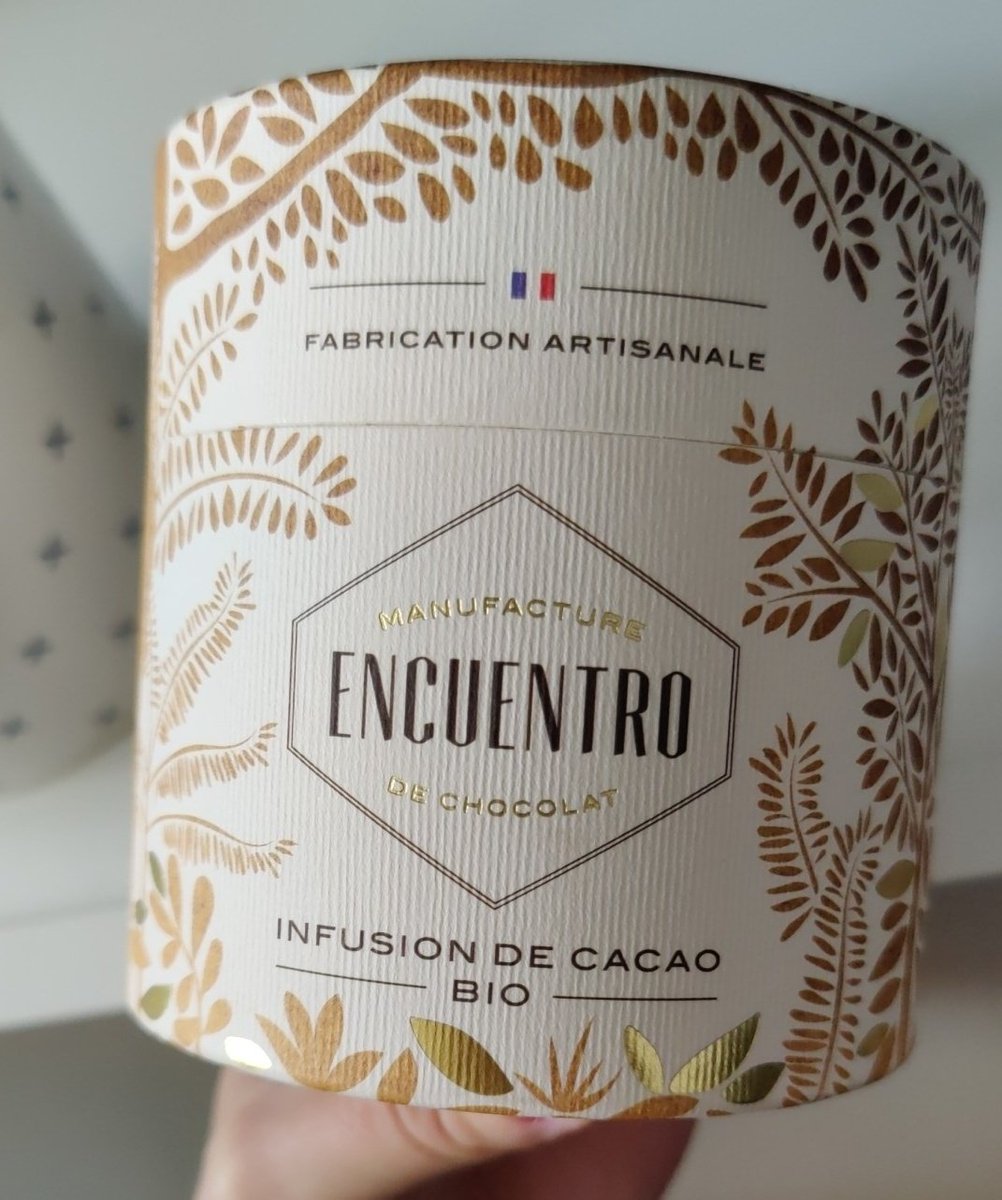 FABRICATION ARTISANALE
MANUFACTURE
ENCUENTRO
DE CHOCOLAT
INFUSION DE CACAO
BIO